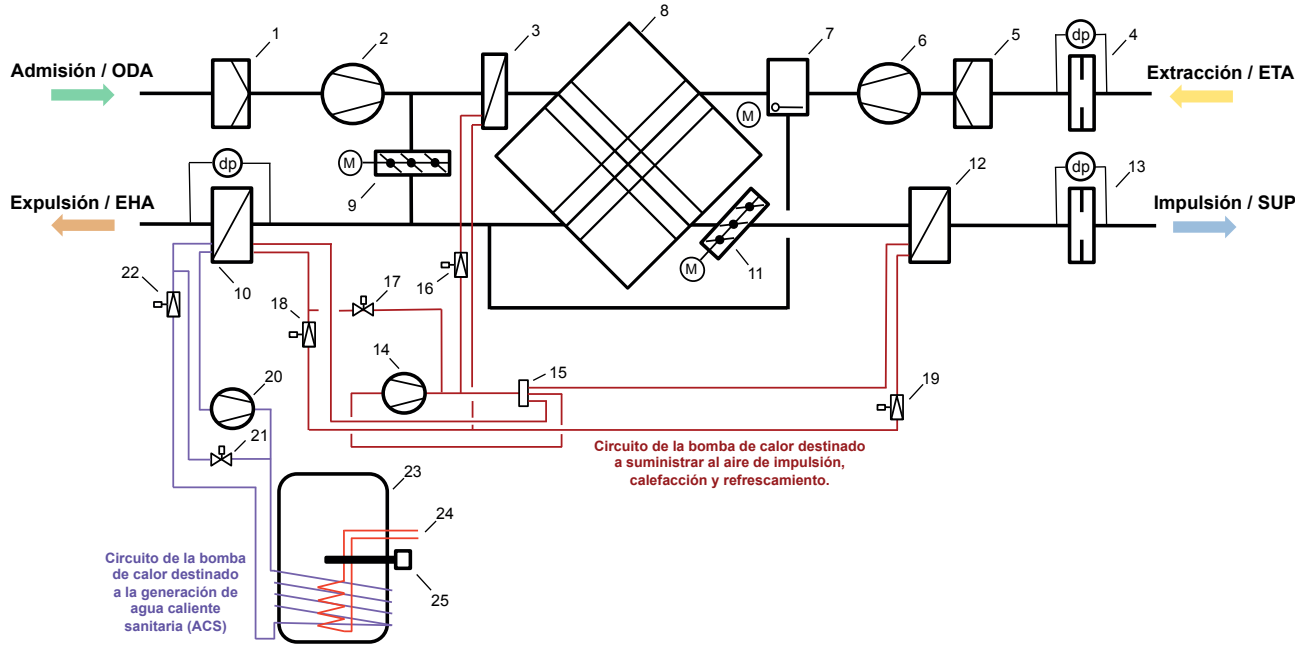 1
2
3
8
7
6
5
dp
4
Admisión / ODA
Extracción / ETA
M
M
dp
9
dp
12
13
Expulsión / EHA
Impulsión / SUP
M
11
22
10
16
17
18
14
15
19
20
21
Circuito de la bomba de calor destinado
a suministrar al aire de impulsión,
calefacción y refrescamiento.
23
24
25
Circuito de la bomba
de calor destinado
a la generación de
agua caliente
sanitaria (ACS)